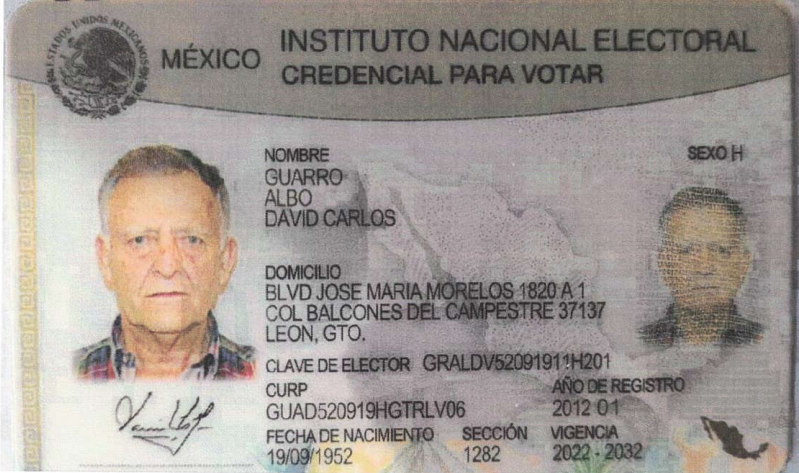 ESTADOS UNIDOS MEXICANOS
MÉXICO
INSTITUTO NACIONAL ELECTORAL
CREDENCIAL PARA VOTAR
NOMBRE
SEXO H
GUARRO
ALBO
DAVID CARLOS
DOMICILIO
BLVD JOSE MARIA MORELOS 1820 A 1
COL BALCONES DEL CAMPESTRE 37137
LEON, GTO.
CLAVE DE ELECTOR GRALDV52091911H201
CURP
AÑO DE REGISTRO
GUAD520919HGTRLV06
2012 01
FECHA DE NACIMIENTO SECCIÓN VIGENCIA
19/09/1952 1282 2022 - 2032